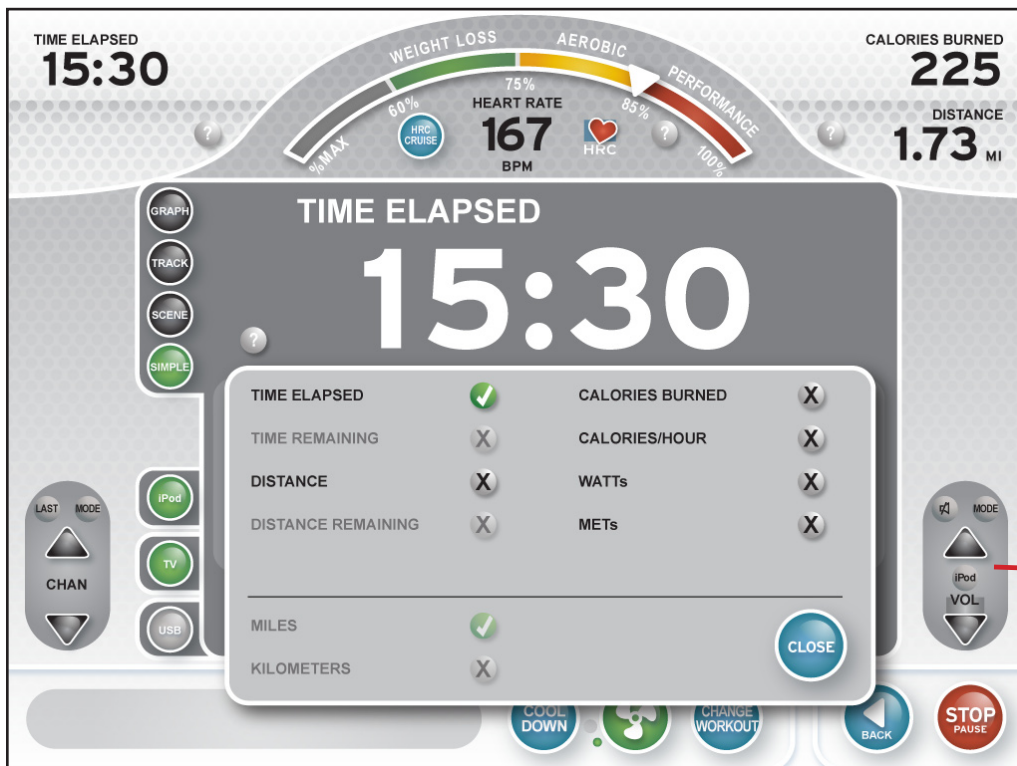 TIME ELAPSED
15:30
WEIGHT LOSS
AEROBIC
PERFORMANCE
%MAX
60%
75%
85%
100%
HEART RATE
167
BPM
HRC
CRUISE
HRC
?
?
?
CALORIES BURNED
225
DISTANCE
1.73 MI
GRAPH
TRACK
SCENE
SIMPLE
TIME ELAPSED
15:30
?
TIME ELAPSED
CALORIES BURNED X
TIME REMAINING X
CALORIES/HOUR X
DISTANCE X
WATTs X
DISTANCE REMAINING X
METs X
MILES
KILOMETERS X
CLOSE
iPod
TV
USB
LAST MODE
CHAN
MODE
iPod
VOL
COOL
DOWN
CHANGE
WORKOUT
BACK
STOP
PAUSE